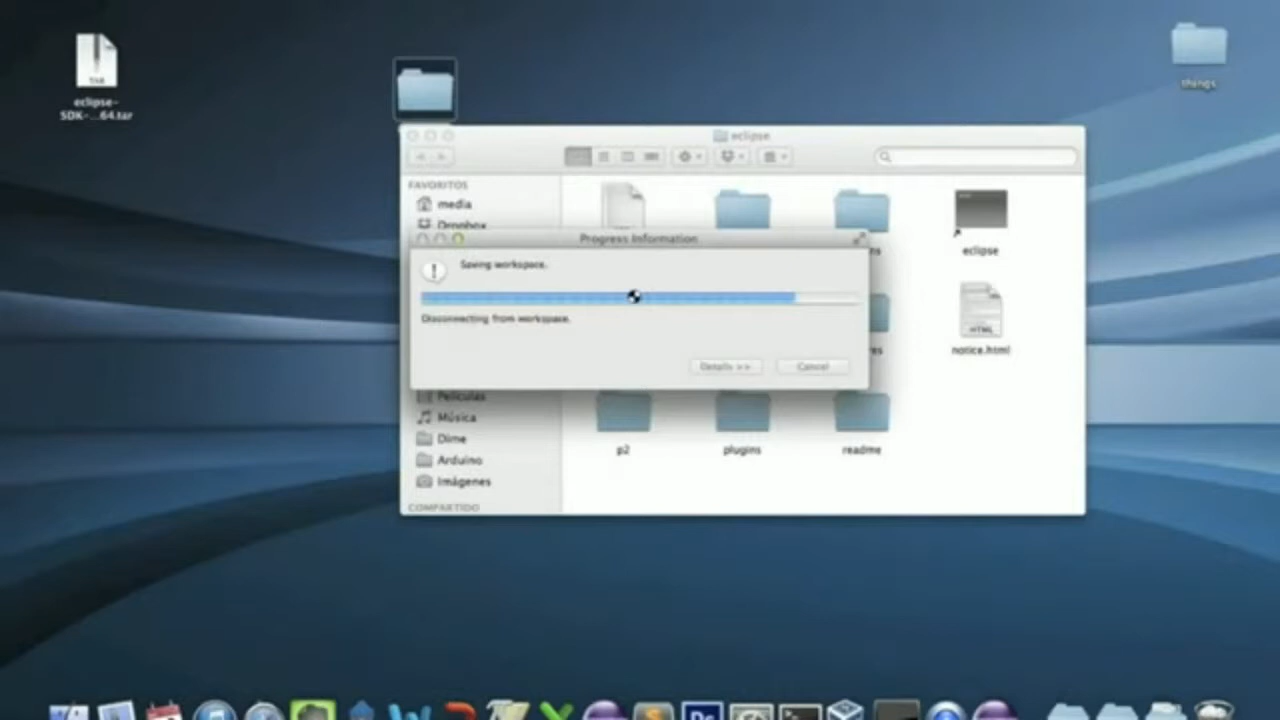 eclipse-
SDK-...64.tar
things
eclipse
FAVORITOS
media
Dropbox
Progress Information
Saving workspace.
Disconnecting from workspace.
Details >>
Cancel
eclipse
HTML
notice.html
Películas
Música
Dime
Arduino
Imágenes
COMPARTIDO
p2
plugins
readme